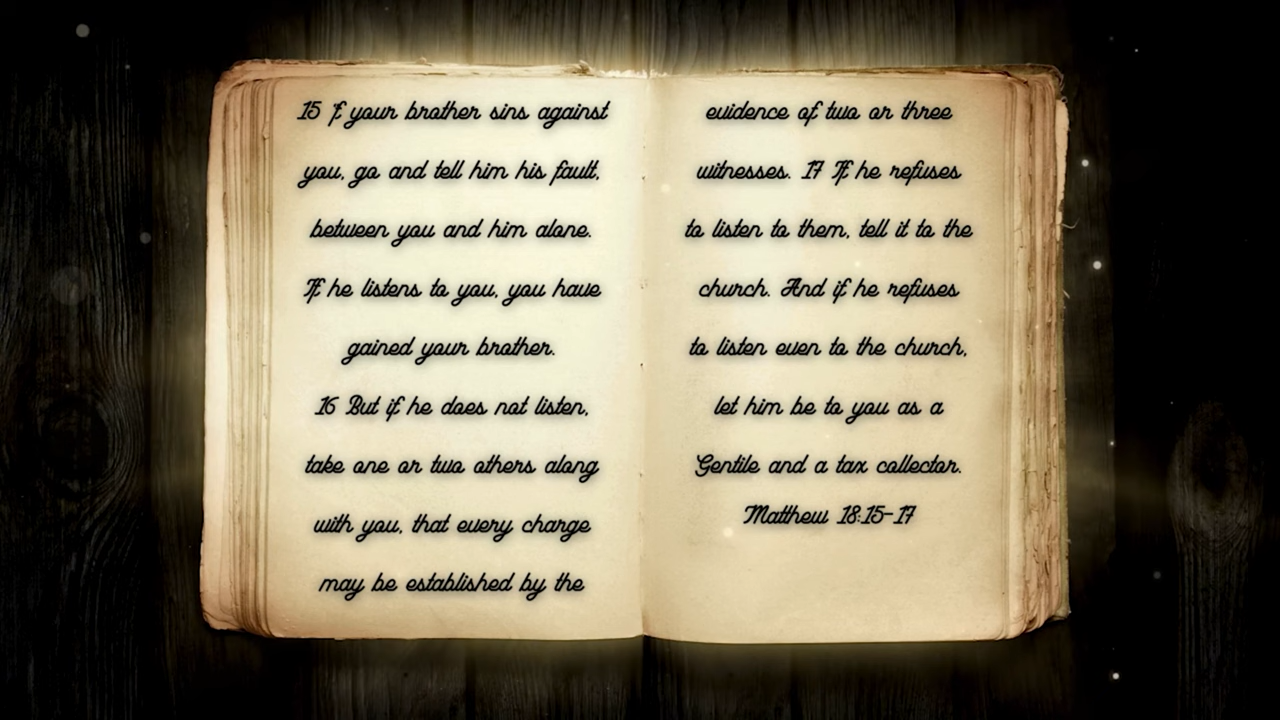 15 If your brother sins against
you, go and tell him his fault,
between you and him alone.
If he listens to you, you have
gained your brother.
16 But if he does not listen,
take one or two others along
with you, that every charge
may be established by the
evidence of two or three
witnesses. 17 If he refuses
to listen to them, tell it to the
church. And if he refuses
to listen even to the church,
let him be to you as a
Gentile and a tax collector.
Matthew 18:15-17